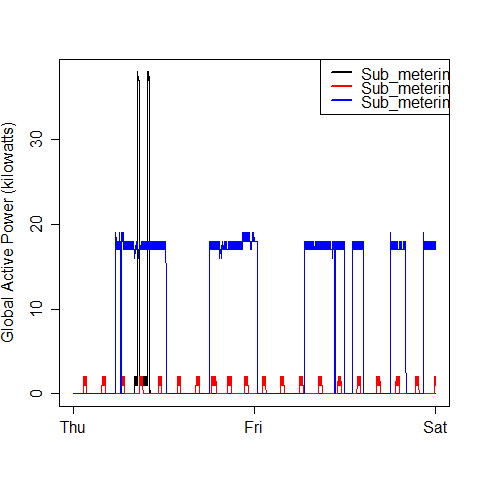 Sub_meterin
Sub_meterin
Sub_meterin
Global Active Power (kilowatts)
30
20
10
0
Thu Fri Sat